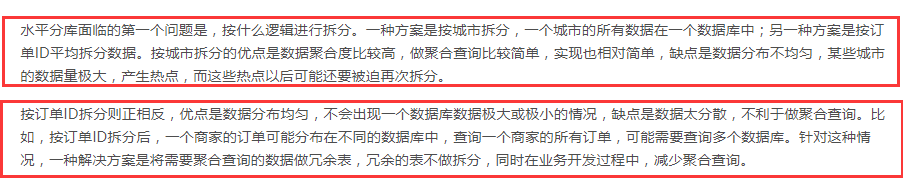 水平分库面临的第一个问题是，按什么逻辑进行拆分。一种方案是按城市拆分，一个城市的所有数据在一个数据库中；另一种方案是按订
单ID平均拆分数据。按城市拆分的优点是数据聚合度比较高，做聚合查询比较简单，实现也相对简单，缺点是数据分布不均匀，某些城市
的数据量极大，产生热点，而这些热点以后可能还要被迫再次拆分。
按订单ID拆分则正相反，优点是数据分布均匀，不会出现一个数据库数据极大或极小的情况，缺点是数据太分散，不利于做聚合查询。比
如，按订单ID拆分后，一个商家的订单可能分布在不同的数据库中，查询一个商家的所有订单，可能需要查询多个数据库。针对这种情
况，一种解决方案是将需要聚合查询的数据做冗余表，冗余的表不做拆分，同时在业务开发过程中，减少聚合查询。